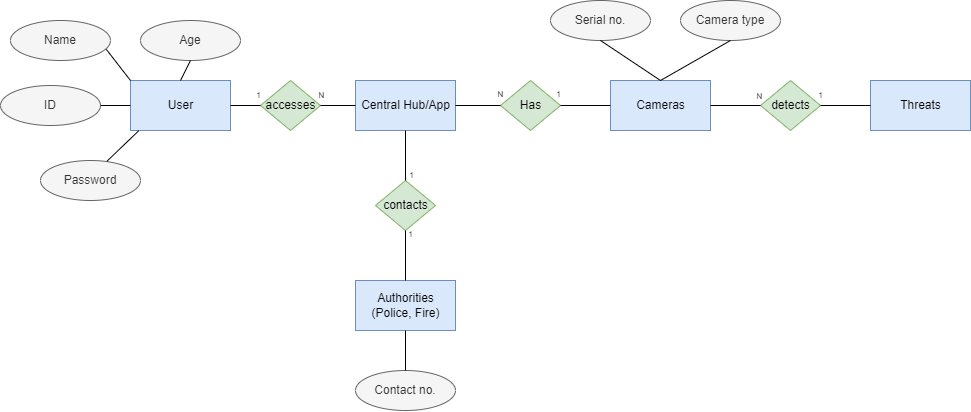 Serial no.
Camera type
Name
Age
ID
User
1
accesses
N
Central Hub/App
N
Has
1
Cameras
N
detects
1
Threats
Password
1
contacts
1
Authorities
(Police, Fire)
Contact no.